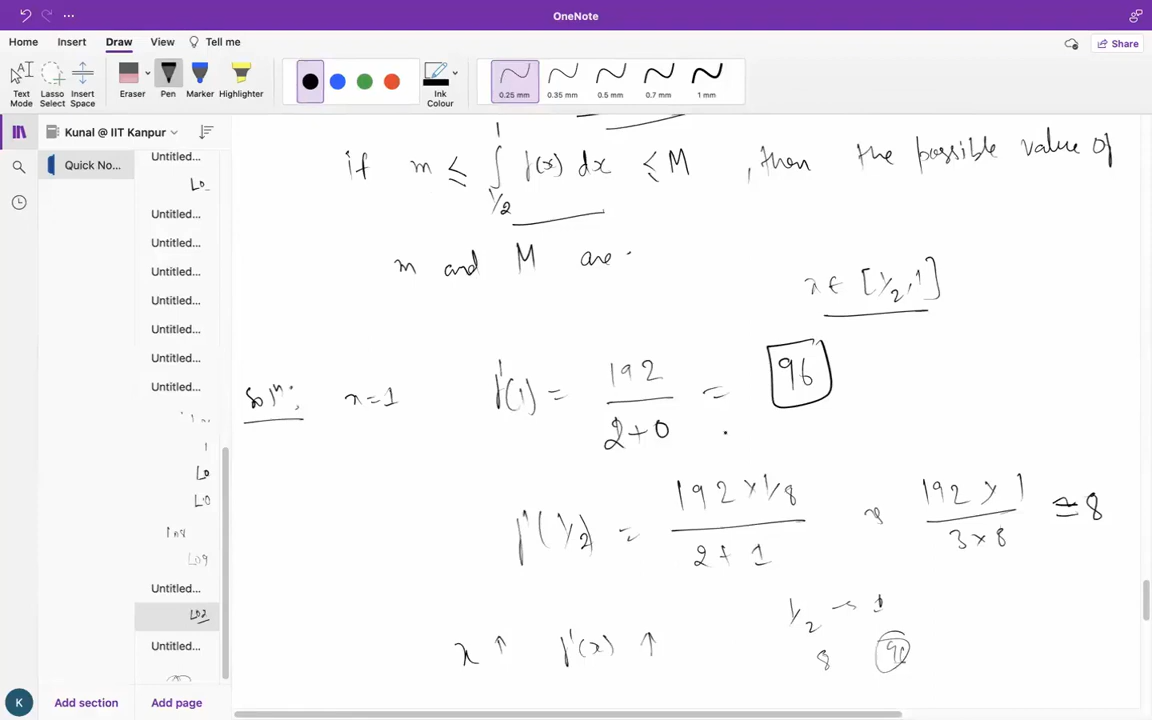 OneNote
Home Insert Draw View Tell me
Share
Text Mode
Lasso Select
Insert Space
Eraser
Pen
Marker
Highlighter
Ink Colour
0.25 mm 0.35 mm 0.5 mm 0.7 mm 1 mm
Kunal @ IIT Kanpur
Quick No...
Untitled...
Untitled...
Untitled...
Untitled...
Untitled...
Untitled...
Untitled...
Untitled...
Untitled...
Untitled...
K
Add section
Add page
if m ≤ ∫_{1/2}^{1} f(x) dx ≤ M , then the possible value of
m and M are
x ∈ [1/2, 1]
Solⁿ: x=1 f'(1) = 192/(2+0) = 96
f'(1/2) = (192×1/8)/(2+1) = (192×1)/(3×8) ≃ 8
1/2 → 1
x ↑ f'(x) ↑ 8 96